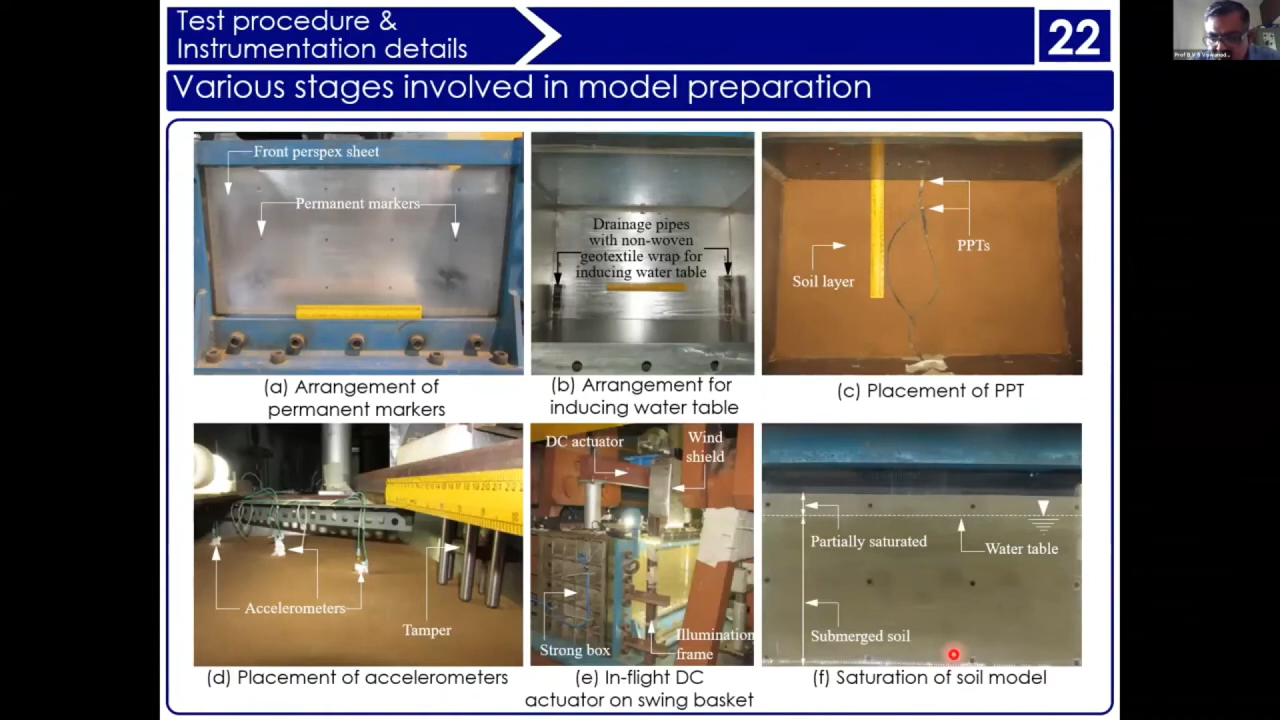 Test procedure &
Instrumentation details
22
Various stages involved in model preparation
Front perspex sheet
Permanent markers
(a) Arrangement of
permanent markers
Drainage pipes
with non-woven
geotextile wrap for
inducing water table
(b) Arrangement for
inducing water table
Soil layer
PPTs
(c) Placement of PPT
Accelerometers
Tamper
(d) Placement of accelerometers
DC actuator
Wind
shield
Strong box
Illumination
frame
(e) In-flight DC
actuator on swing basket
Partially saturated
Water table
Submerged soil
(f) Saturation of soil model